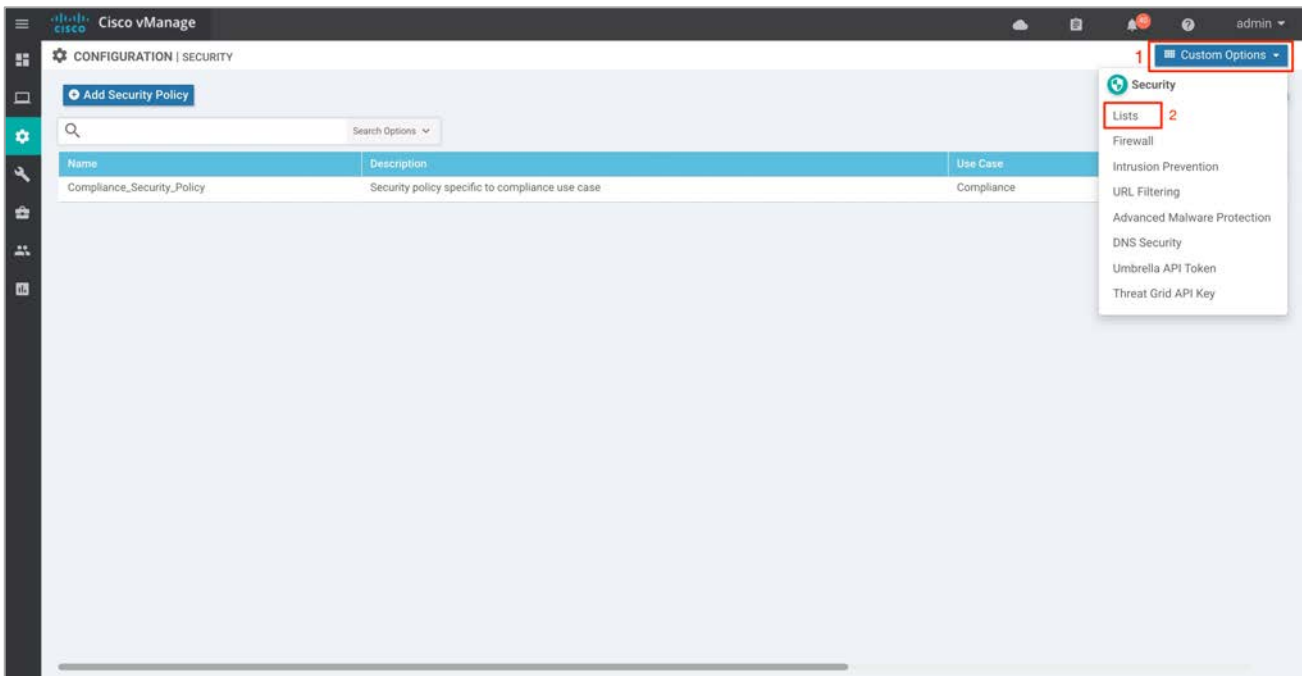 cisco Cisco vManage
admin
CONFIGURATION | SECURITY
1
Custom Options
Add Security Policy
Security
Search Options
Lists
2
Firewall
Name Description Use Case
Intrusion Prevention
Compliance_Security_Policy Security policy specific to compliance use case Compliance
URL Filtering
Advanced Malware Protection
DNS Security
Umbrella API Token
Threat Grid API Key